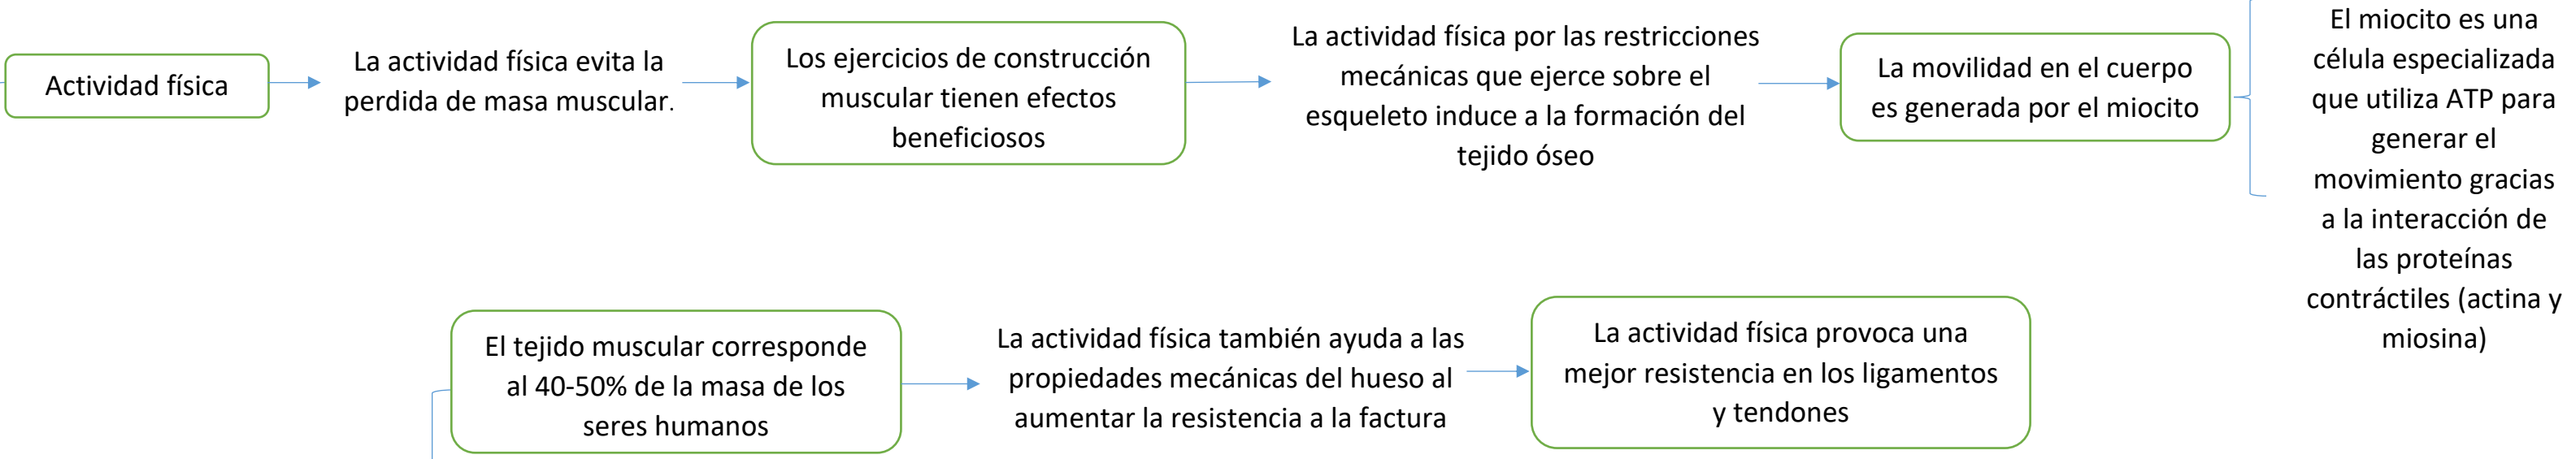 Actividad física
La actividad física evita la
perdida de masa muscular.
Los ejercicios de construcción
muscular tienen efectos
beneficiosos
La actividad física por las restricciones
mecánicas que ejerce sobre el
esqueleto induce a la formación del
tejido óseo
La movilidad en el cuerpo
es generada por el miocito
El miocito es una
célula especializada
que utiliza ATP para
generar el
movimiento gracias
a la interacción de
las proteínas
contráctiles (actina y
miosina)
El tejido muscular corresponde
al 40-50% de la masa de los
seres humanos
La actividad física también ayuda a las
propiedades mecánicas del hueso al
aumentar la resistencia a la factura
La actividad física provoca una
mejor resistencia en los ligamentos
y tendones